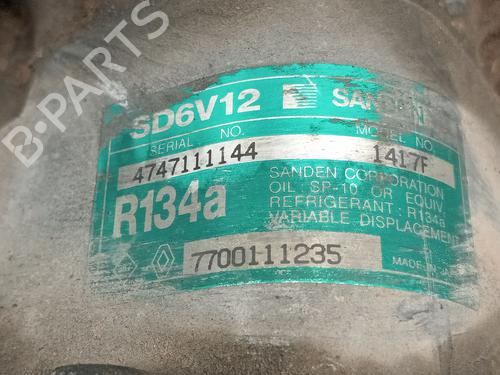 B-PARTS
SD6V12
SERIAL NO.
MODEL NO.
4747111144
1417F
SANDEN CORPORATION
OIL: SP-10 OR EQUIV.
REFRIGERANT: R134a
VARIABLE DISPLACEMENT
R134a
7700111235
MADE IN